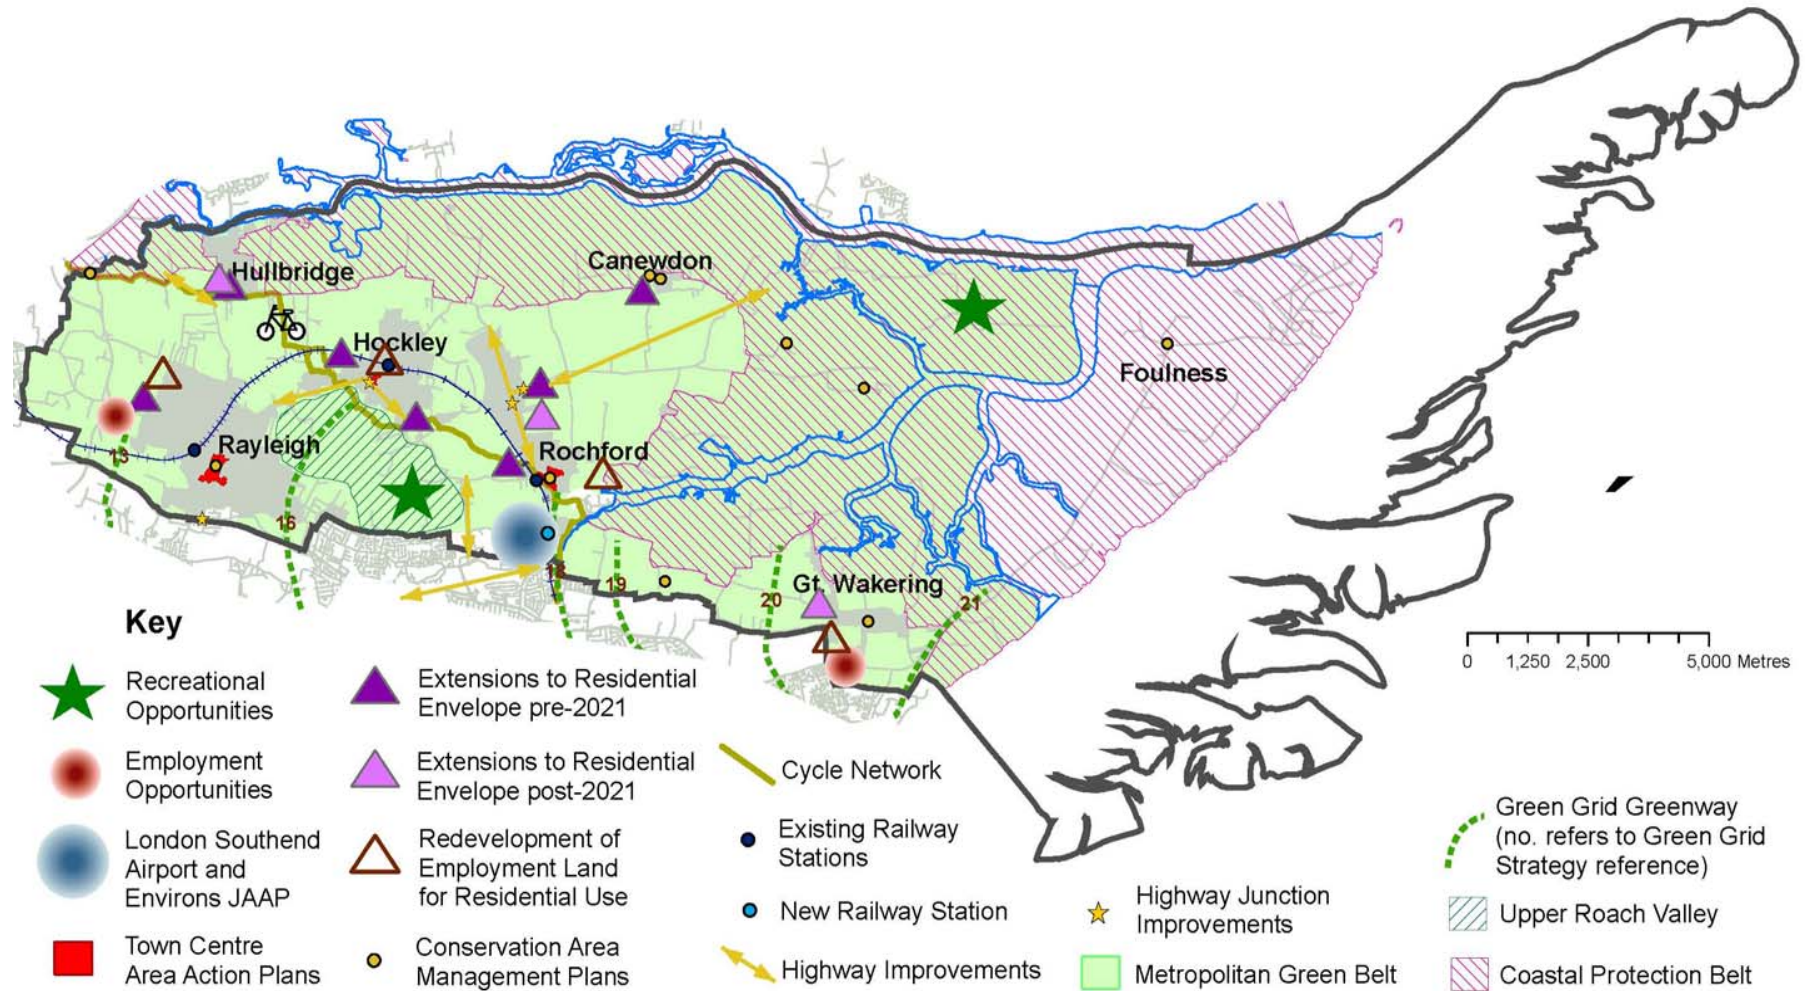 Hullbridge
Canewdon
Hockley
Foulness
Rayleigh
Rochford
13
16
18
19
20
21
Gt. Wakering
Key
Recreational
Opportunities
Employment
Opportunities
London Southend
Airport and
Environs JAAP
Town Centre
Area Action Plans
Extensions to Residential
Envelope pre-2021
Extensions to Residential
Envelope post-2021
Redevelopment of
Employment Land
for Residential Use
Conservation Area
Management Plans
Cycle Network
Existing Railway
Stations
New Railway Station
Highway Improvements
Highway Junction
Improvements
Metropolitan Green Belt
0 1,250 2,500 5,000 Metres
Green Grid Greenway
(no. refers to Green Grid
Strategy reference)
Upper Roach Valley
Coastal Protection Belt